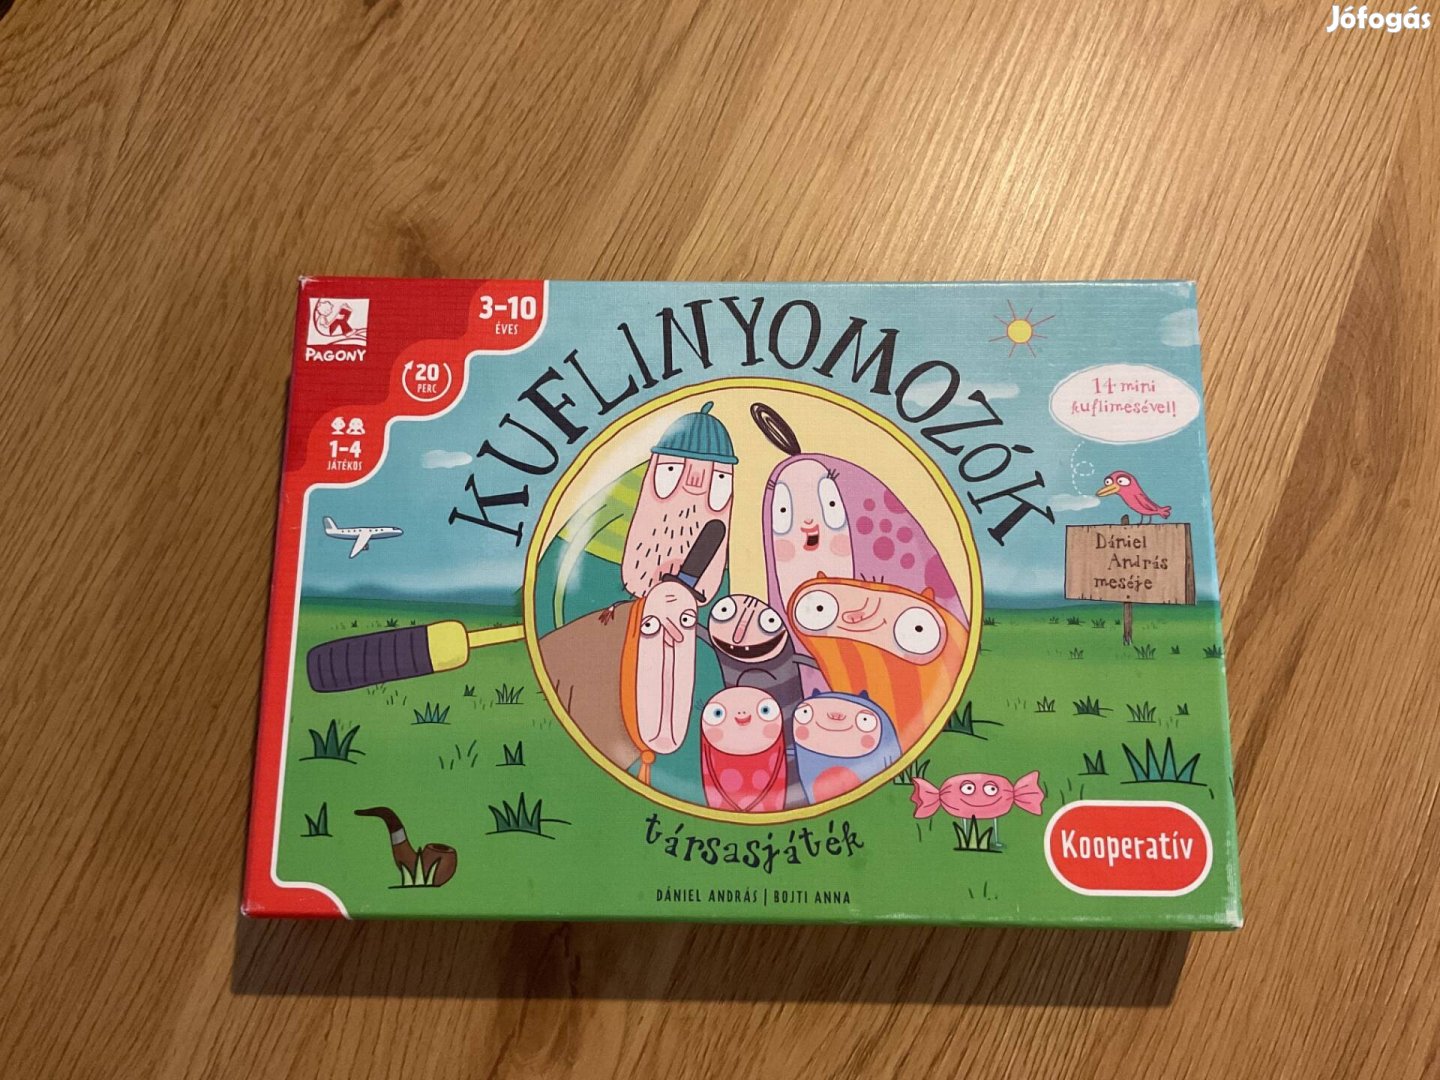 Jófogás
PAGONY
3-10
ÉVES
20
PERC
1-4
JÁTÉKOS
KUFLINYOMOZÓK
14 mini
kuflimesével!
Dániel
András
meséje
társasjáték
DÁNIEL ANDRÁS | BOJTI ANNA
Kooperatív